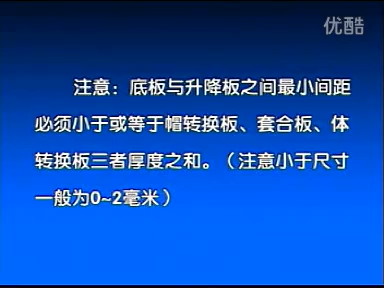 优酷
注意：底板与升降板之间最小间距
必须小于或等于帽转换板、套合板、体
转换板三者厚度之和。（注意小于尺寸
一般为0~2毫米）